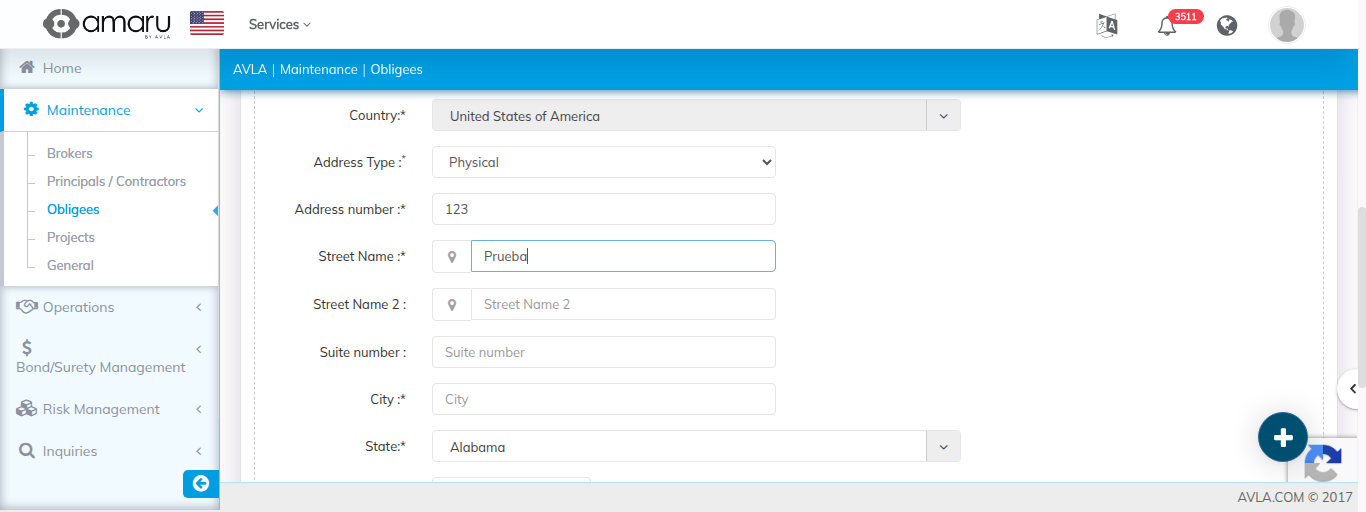 amaru
BY AVLA
Services
3511
Home
AVLA | Maintenance | Obligees
Maintenance
Brokers
Principals / Contractors
Obligees
Projects
General
Operations
Bond/Surety Management
Risk Management
Inquiries
Country:*
United States of America
Address Type :*
Physical
Address number :*
123
Street Name :*
Prueba
Street Name 2 :
Street Name 2
Suite number :
Suite number
City :*
City
State:*
Alabama
AVLA.COM © 2017